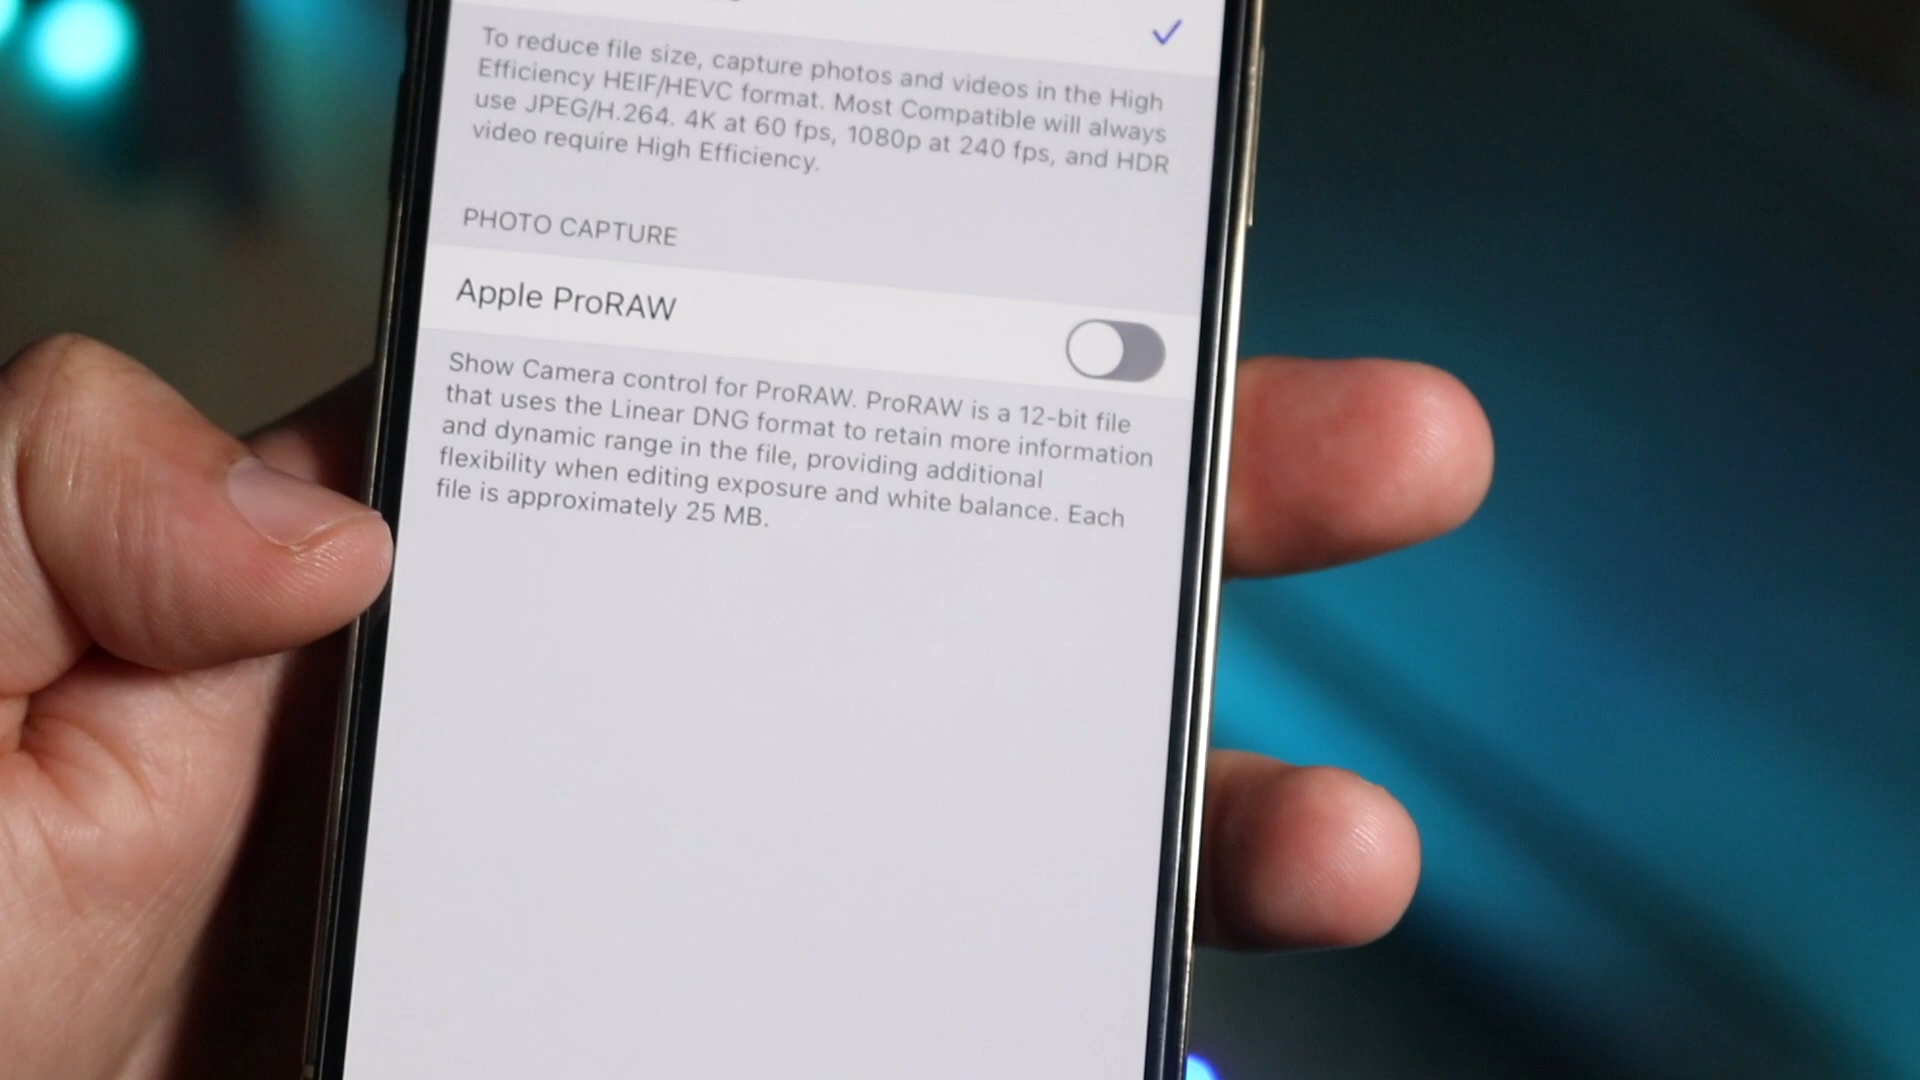 To reduce file size, capture photos and videos in the High
Efficiency HEIF/HEVC format. Most Compatible will always
use JPEG/H.264. 4K at 60 fps, 1080p at 240 fps, and HDR
video require High Efficiency.
PHOTO CAPTURE
Apple ProRAW
Show Camera control for ProRAW. ProRAW is a 12-bit file
that uses the Linear DNG format to retain more information
and dynamic range in the file, providing additional
flexibility when editing exposure and white balance. Each
file is approximately 25 MB.